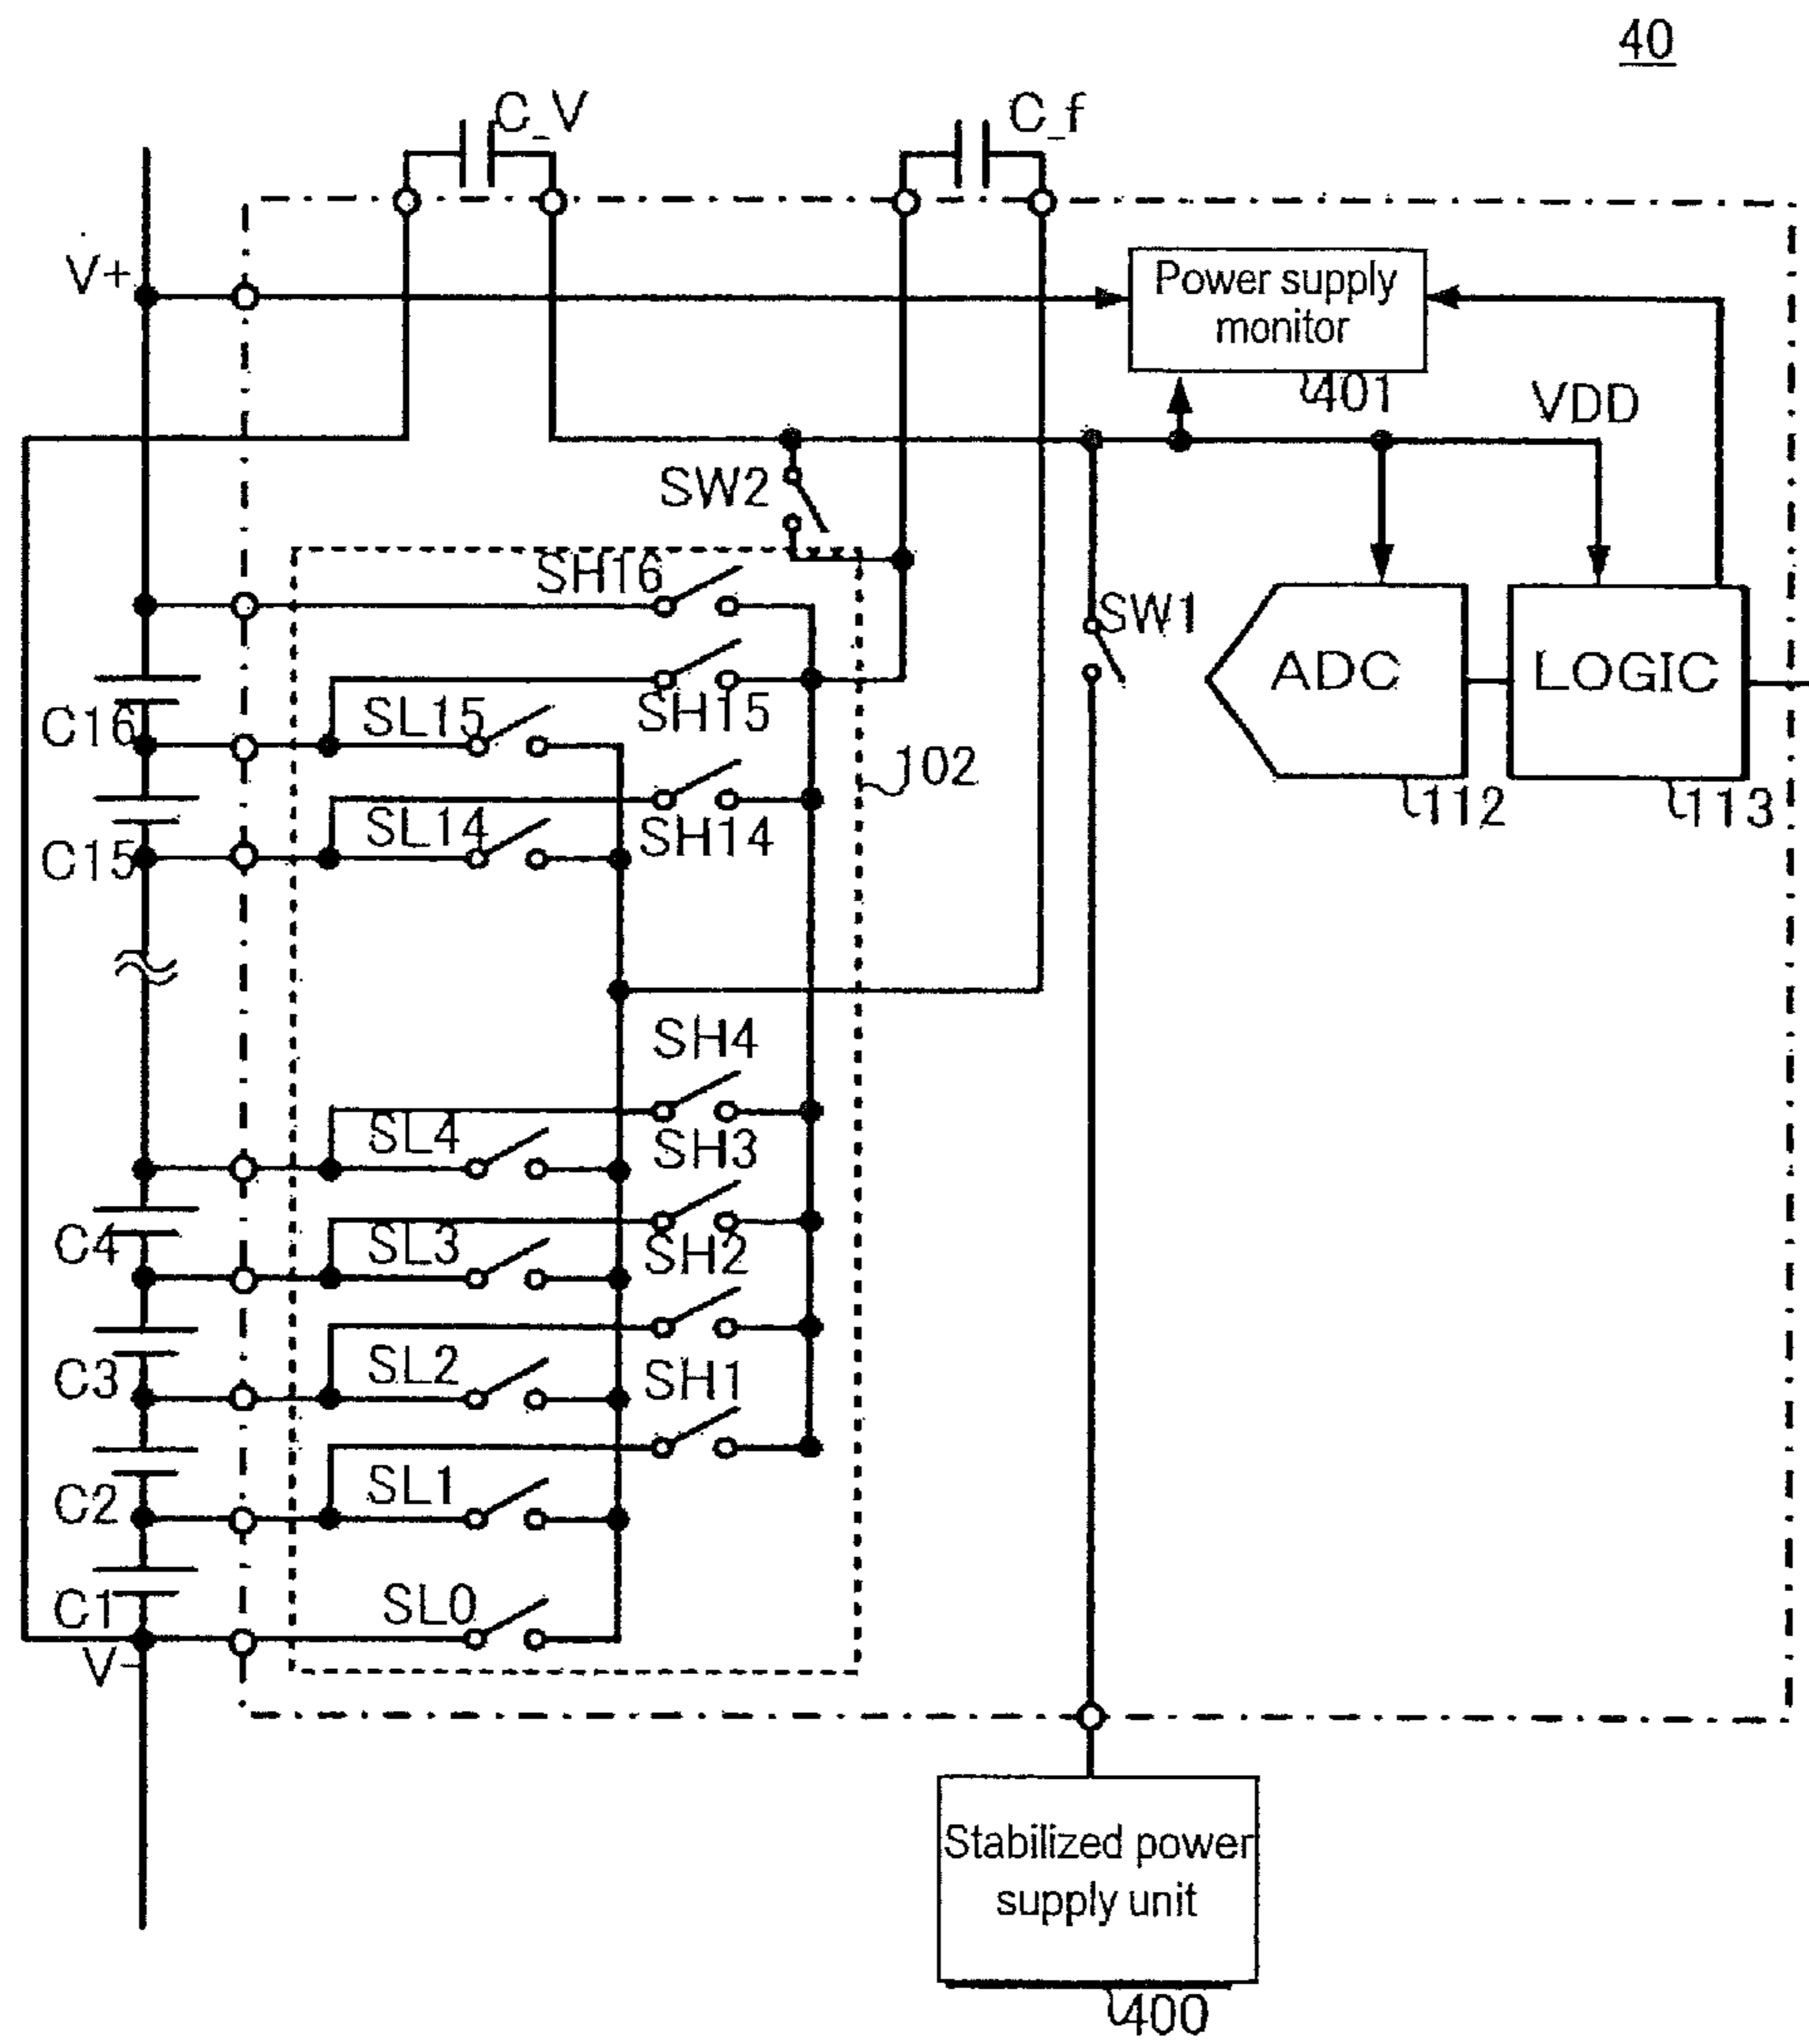 40
C_V
C_f
V+
Power supply
monitor
401
VDD
SW2
SH16
SW1
ADC
LOGIC
SL15
SH15
C16
102
112
113
SL14
SH14
C15
SH4
SL4
SH3
C4
SL3
SH2
C3
SL2
SH1
C2
SL1
C1
SL0
V-
Stabilized power
supply unit
400